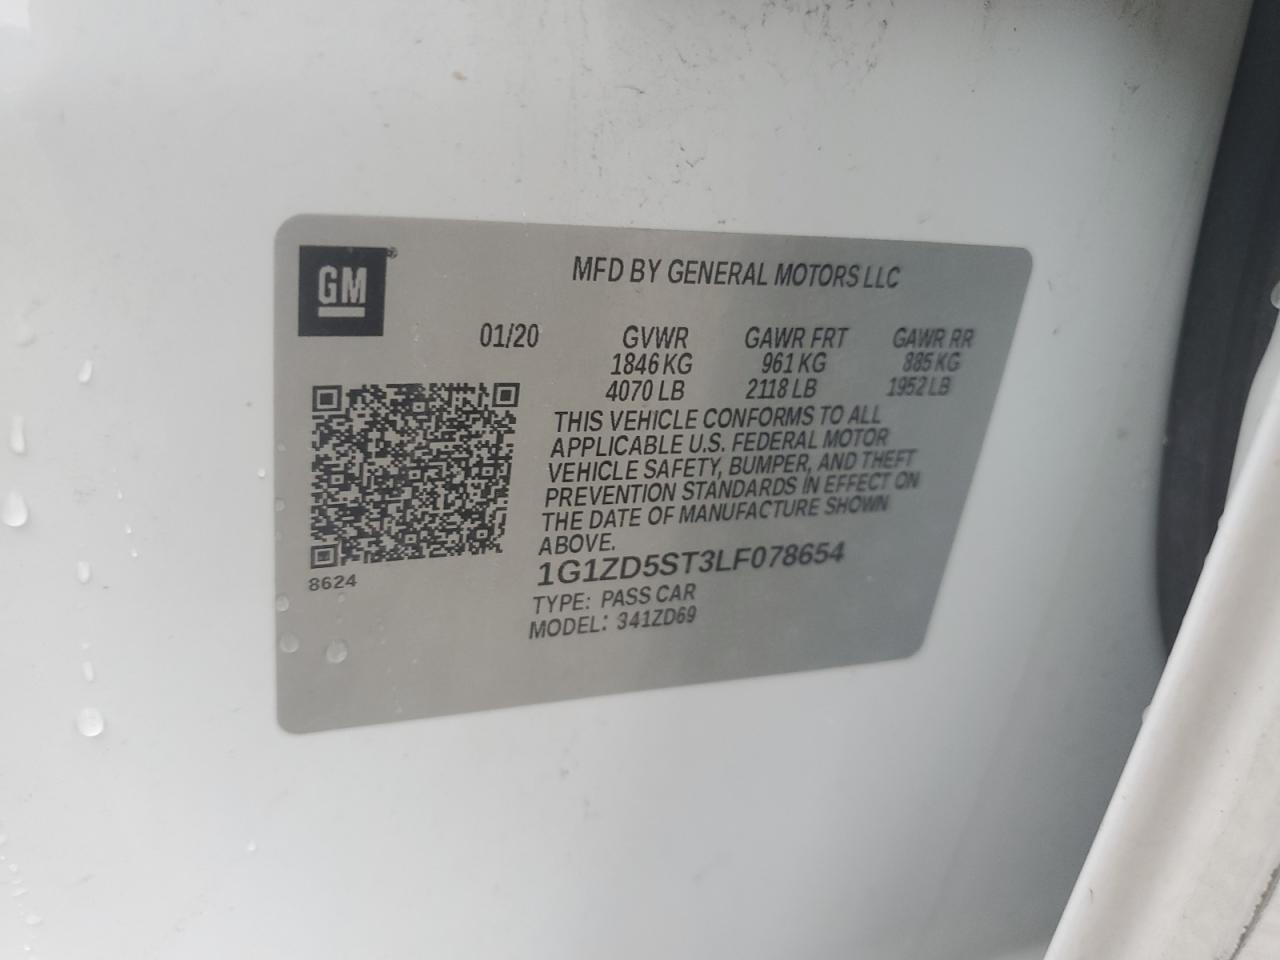 GM
MFD BY GENERAL MOTORS LLC
01/20 GVWR GAWR FRT GAWR RR
1846 KG 961 KG 885 KG
4070 LB 2118 LB 1952 LB
THIS VEHICLE CONFORMS TO ALL
APPLICABLE U.S. FEDERAL MOTOR
VEHICLE SAFETY, BUMPER, AND THEFT
PREVENTION STANDARDS IN EFFECT ON
THE DATE OF MANUFACTURE SHOWN
ABOVE.
8624
1G1ZD5ST3LF078654
TYPE: PASS CAR
MODEL: 341ZD69